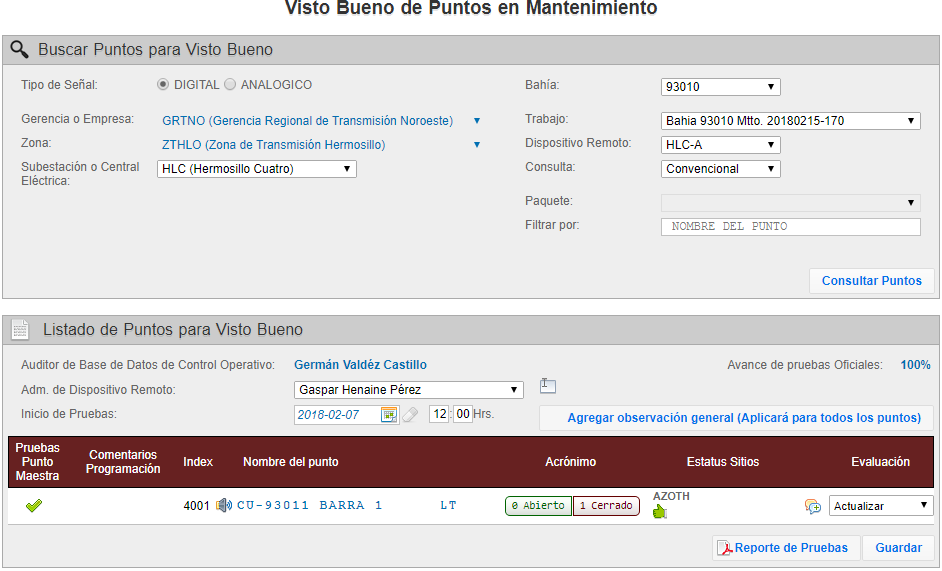 Visto Bueno de Puntos en Mantenimiento
Buscar Puntos para Visto Bueno
Tipo de Señal: DIGITAL ANALOGICO
Bahía: 93010
Gerencia o Empresa: GRTNO (Gerencia Regional de Transmisión Noroeste)
Trabajo: Bahia 93010 Mtto. 20180215-170
Zona: ZTHLO (Zona de Transmisión Hermosillo)
Dispositivo Remoto: HLC-A
Subestación o Central
Eléctrica:
HLC (Hermosillo Cuatro)
Consulta: Convencional
Paquete:
Filtrar por: NOMBRE DEL PUNTO
Consultar Puntos
Listado de Puntos para Visto Bueno
Auditor de Base de Datos de Control Operativo: Germán Valdéz Castillo
Avance de pruebas Oficiales: 100%
Adm. de Dispositivo Remoto: Gaspar Henaine Pérez
Inicio de Pruebas: 2018-02-07 12:00 Hrs.
Agregar observación general (Aplicará para todos los puntos)
Pruebas
Punto
Maestra
Comentarios
Programación
Index
Nombre del punto
Acrónimo
Estatus Sitios
Evaluación
4001 CU-93011 BARRA 1 LT
0 Abierto 1 Cerrado
AZOTH
Actualizar
Reporte de Pruebas
Guardar